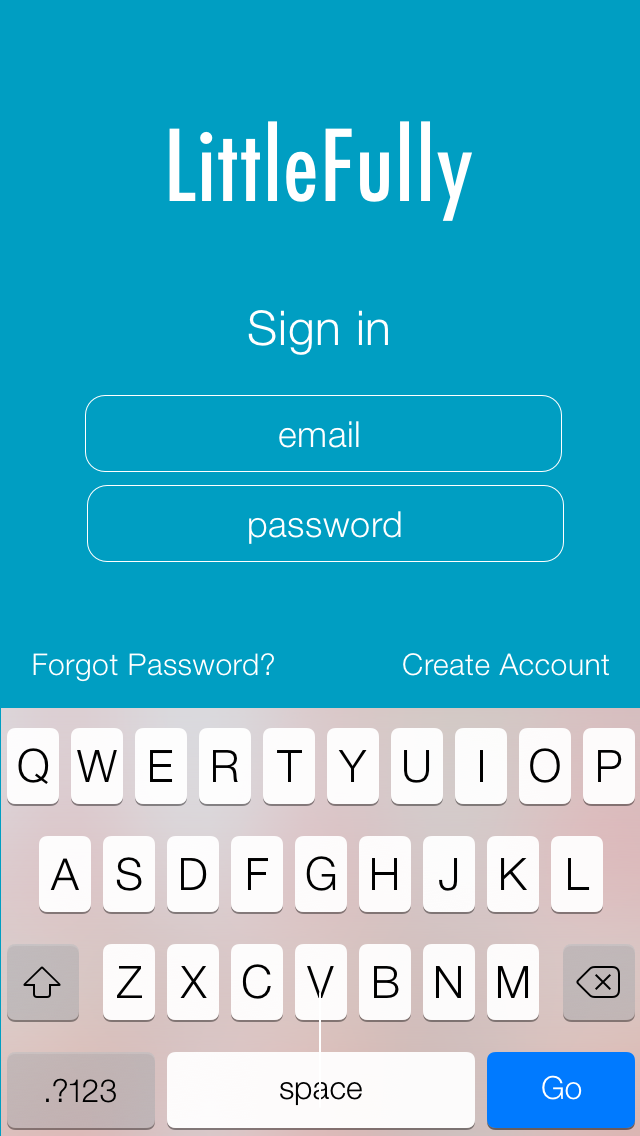 LittleFully
Sign in
email
password
Forgot Password? Create Account
Q W E R T Y U I O P
A S D F G H J K L
Z X C V B N M
.?123 space Go